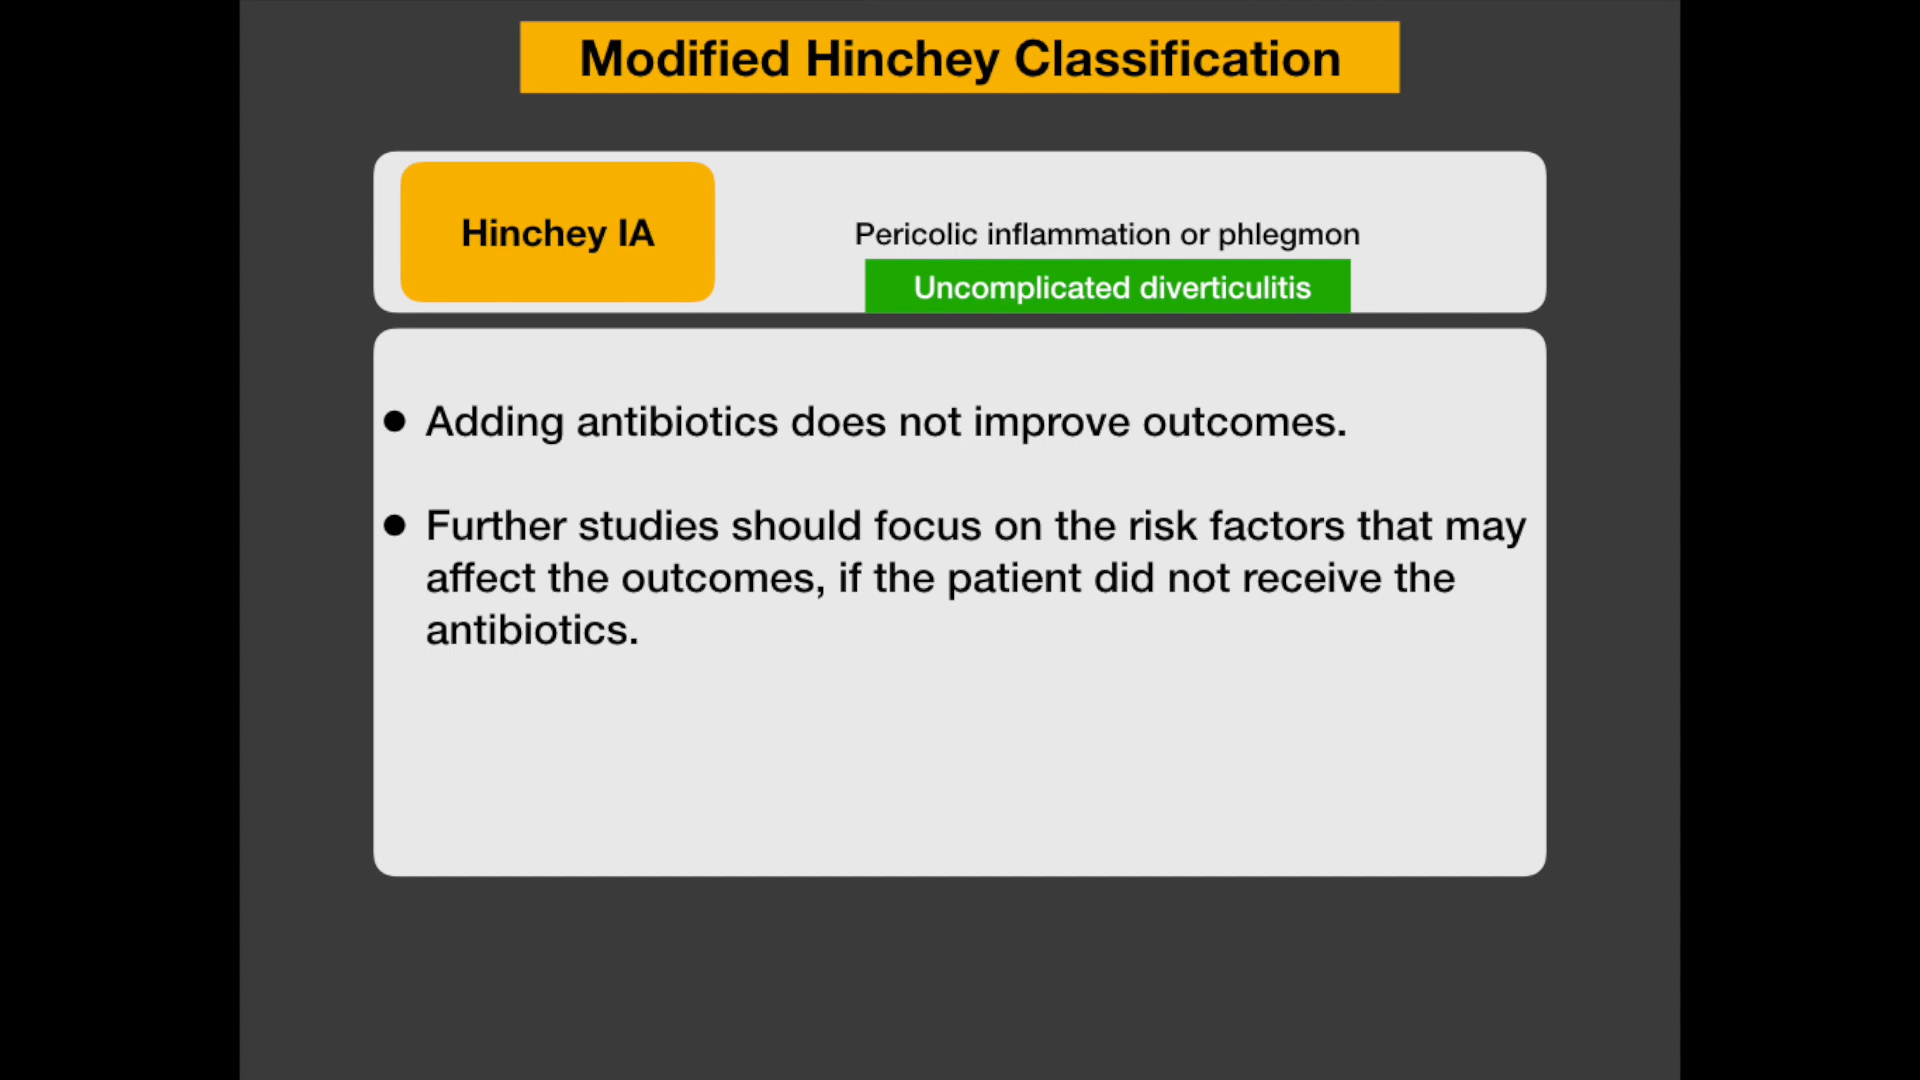 Modified Hinchey Classification
Hinchey IA
Pericolic inflammation or phlegmon
Uncomplicated diverticulitis
● Adding antibiotics does not improve outcomes.
● Further studies should focus on the risk factors that may
affect the outcomes, if the patient did not receive the
antibiotics.